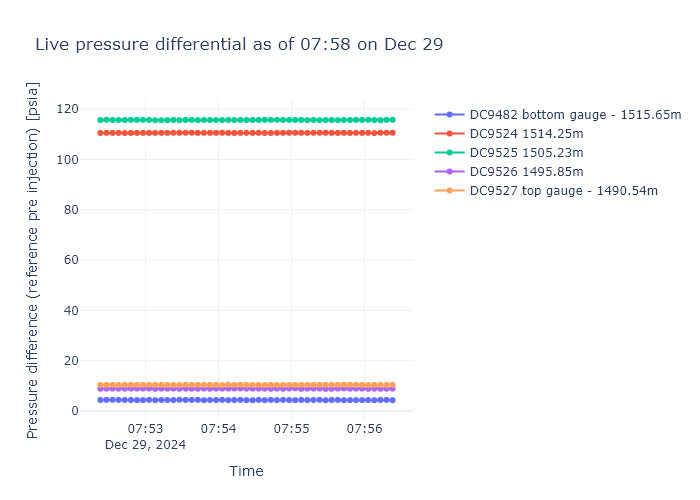 Live pressure differential as of 07:58 on Dec 29
Pressure difference (reference pre injection) [psia]
120
100
80
60
40
20
0
07:53
07:54
07:55
07:56
Dec 29, 2024
Time
DC9482 bottom gauge - 1515.65m
DC9524 1514.25m
DC9525 1505.23m
DC9526 1495.85m
DC9527 top gauge - 1490.54m